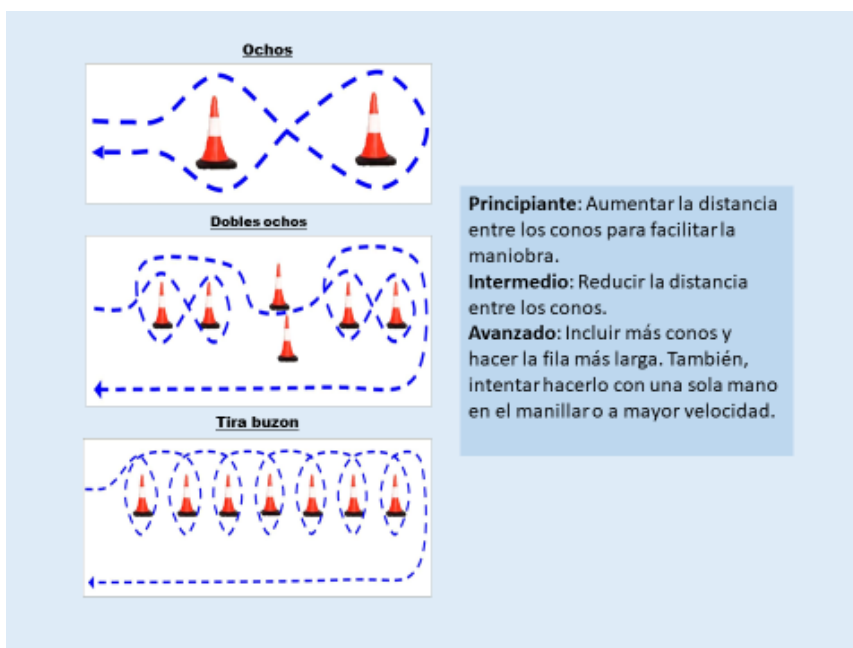 Ochos
Dobles ochos
Tira buzon
Principiante: Aumentar la distancia
entre los conos para facilitar la
maniobra.
Intermedio: Reducir la distancia
entre los conos.
Avanzado: Incluir más conos y
hacer la fila más larga. También,
intentar hacerlo con una sola mano
en el manillar o a mayor velocidad.